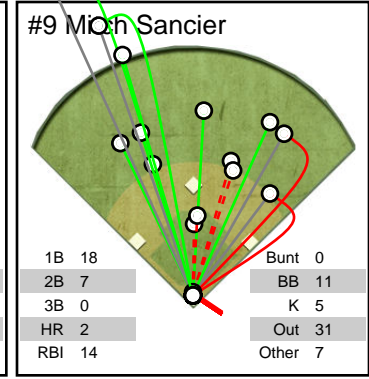 #9 Mitch Sancier
1B 18 Bunt 0
2B 7 BB 11
3B 0 K 5
HR 2 Out 31
RBI 14 Other 7